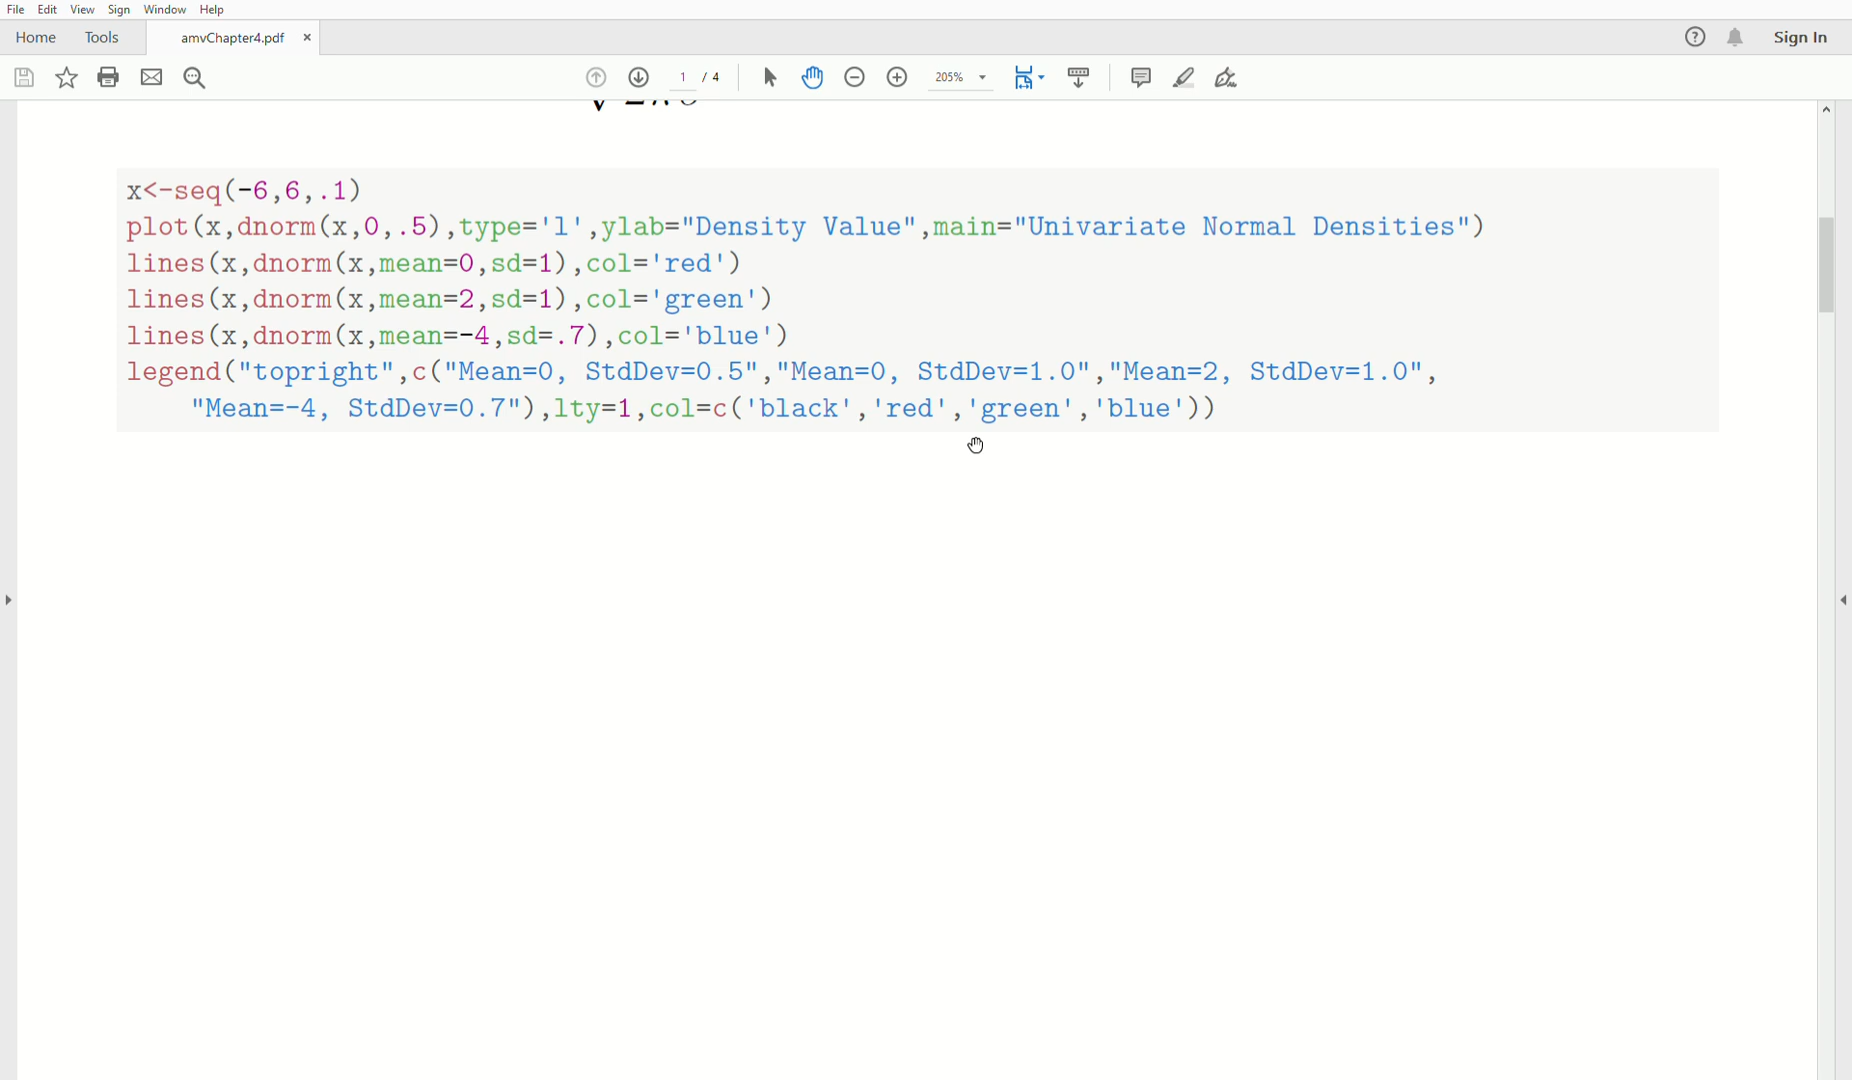 File Edit View Sign Window Help
Home Tools amvChapter4.pdf × ? Sign In
1 / 4 205%
x<-seq(-6,6,.1)
plot(x,dnorm(x,0,.5),type='l',ylab="Density Value",main="Univariate Normal Densities")
lines(x,dnorm(x,mean=0,sd=1),col='red')
lines(x,dnorm(x,mean=2,sd=1),col='green')
lines(x,dnorm(x,mean=-4,sd=.7),col='blue')
legend("topright",c("Mean=0, StdDev=0.5","Mean=0, StdDev=1.0","Mean=2, StdDev=1.0",
"Mean=-4, StdDev=0.7"),lty=1,col=c('black','red','green','blue'))